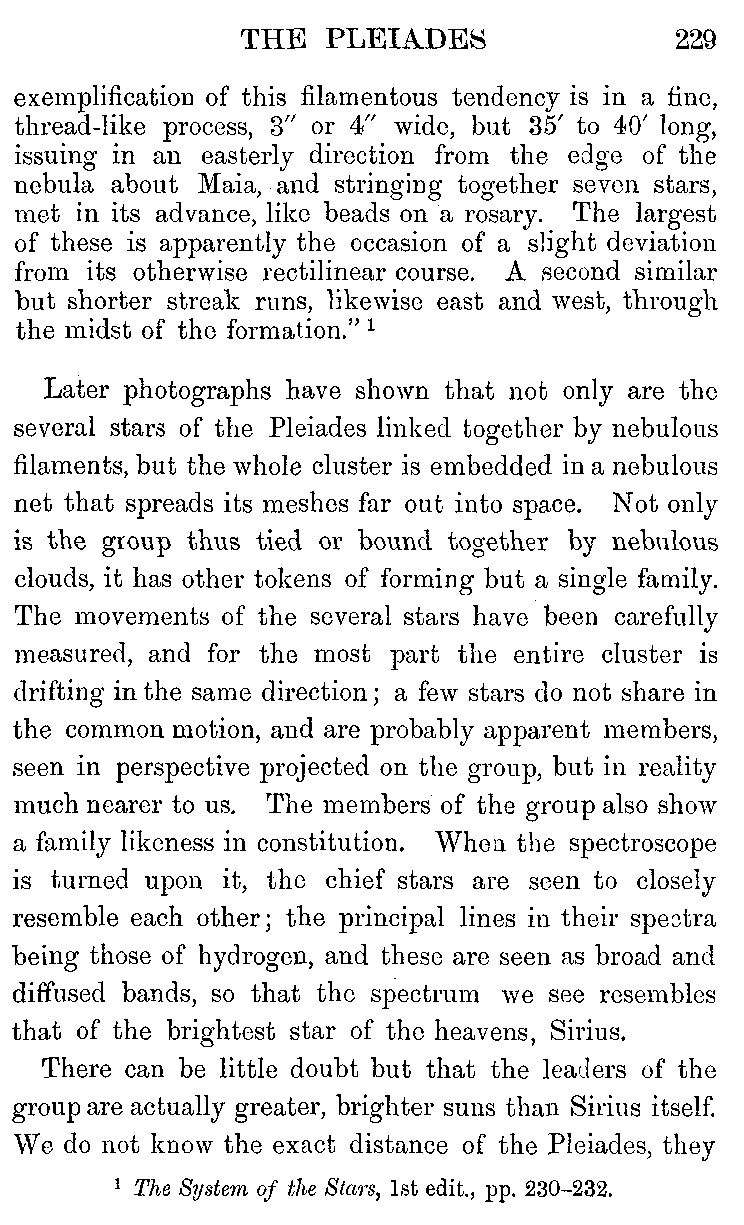 THE PLEIADES 229
exemplification of this filamentous tendency is in a fine,
thread-like process, 3″ or 4″ wide, but 35′ to 40′ long,
issuing in an easterly direction from the edge of the
nebula about Maia, and stringing together seven stars,
met in its advance, like beads on a rosary. The largest
of these is apparently the occasion of a slight deviation
from its otherwise rectilinear course. A second similar
but shorter streak runs, likewise east and west, through
the midst of the formation.” ¹
Later photographs have shown that not only are the
several stars of the Pleiades linked together by nebulous
filaments, but the whole cluster is embedded in a nebulous
net that spreads its meshes far out into space. Not only
is the group thus tied or bound together by nebulous
clouds, it has other tokens of forming but a single family.
The movements of the several stars have been carefully
measured, and for the most part the entire cluster is
drifting in the same direction; a few stars do not share in
the common motion, and are probably apparent members,
seen in perspective projected on the group, but in reality
much nearer to us. The members of the group also show
a family likeness in constitution. When the spectroscope
is turned upon it, the chief stars are seen to closely
resemble each other; the principal lines in their spectra
being those of hydrogen, and these are seen as broad and
diffused bands, so that the spectrum we see resembles
that of the brightest star of the heavens, Sirius.
There can be little doubt but that the leaders of the
group are actually greater, brighter suns than Sirius itself.
We do not know the exact distance of the Pleiades, they
¹ The System of the Stars, 1st edit., pp. 230–232.